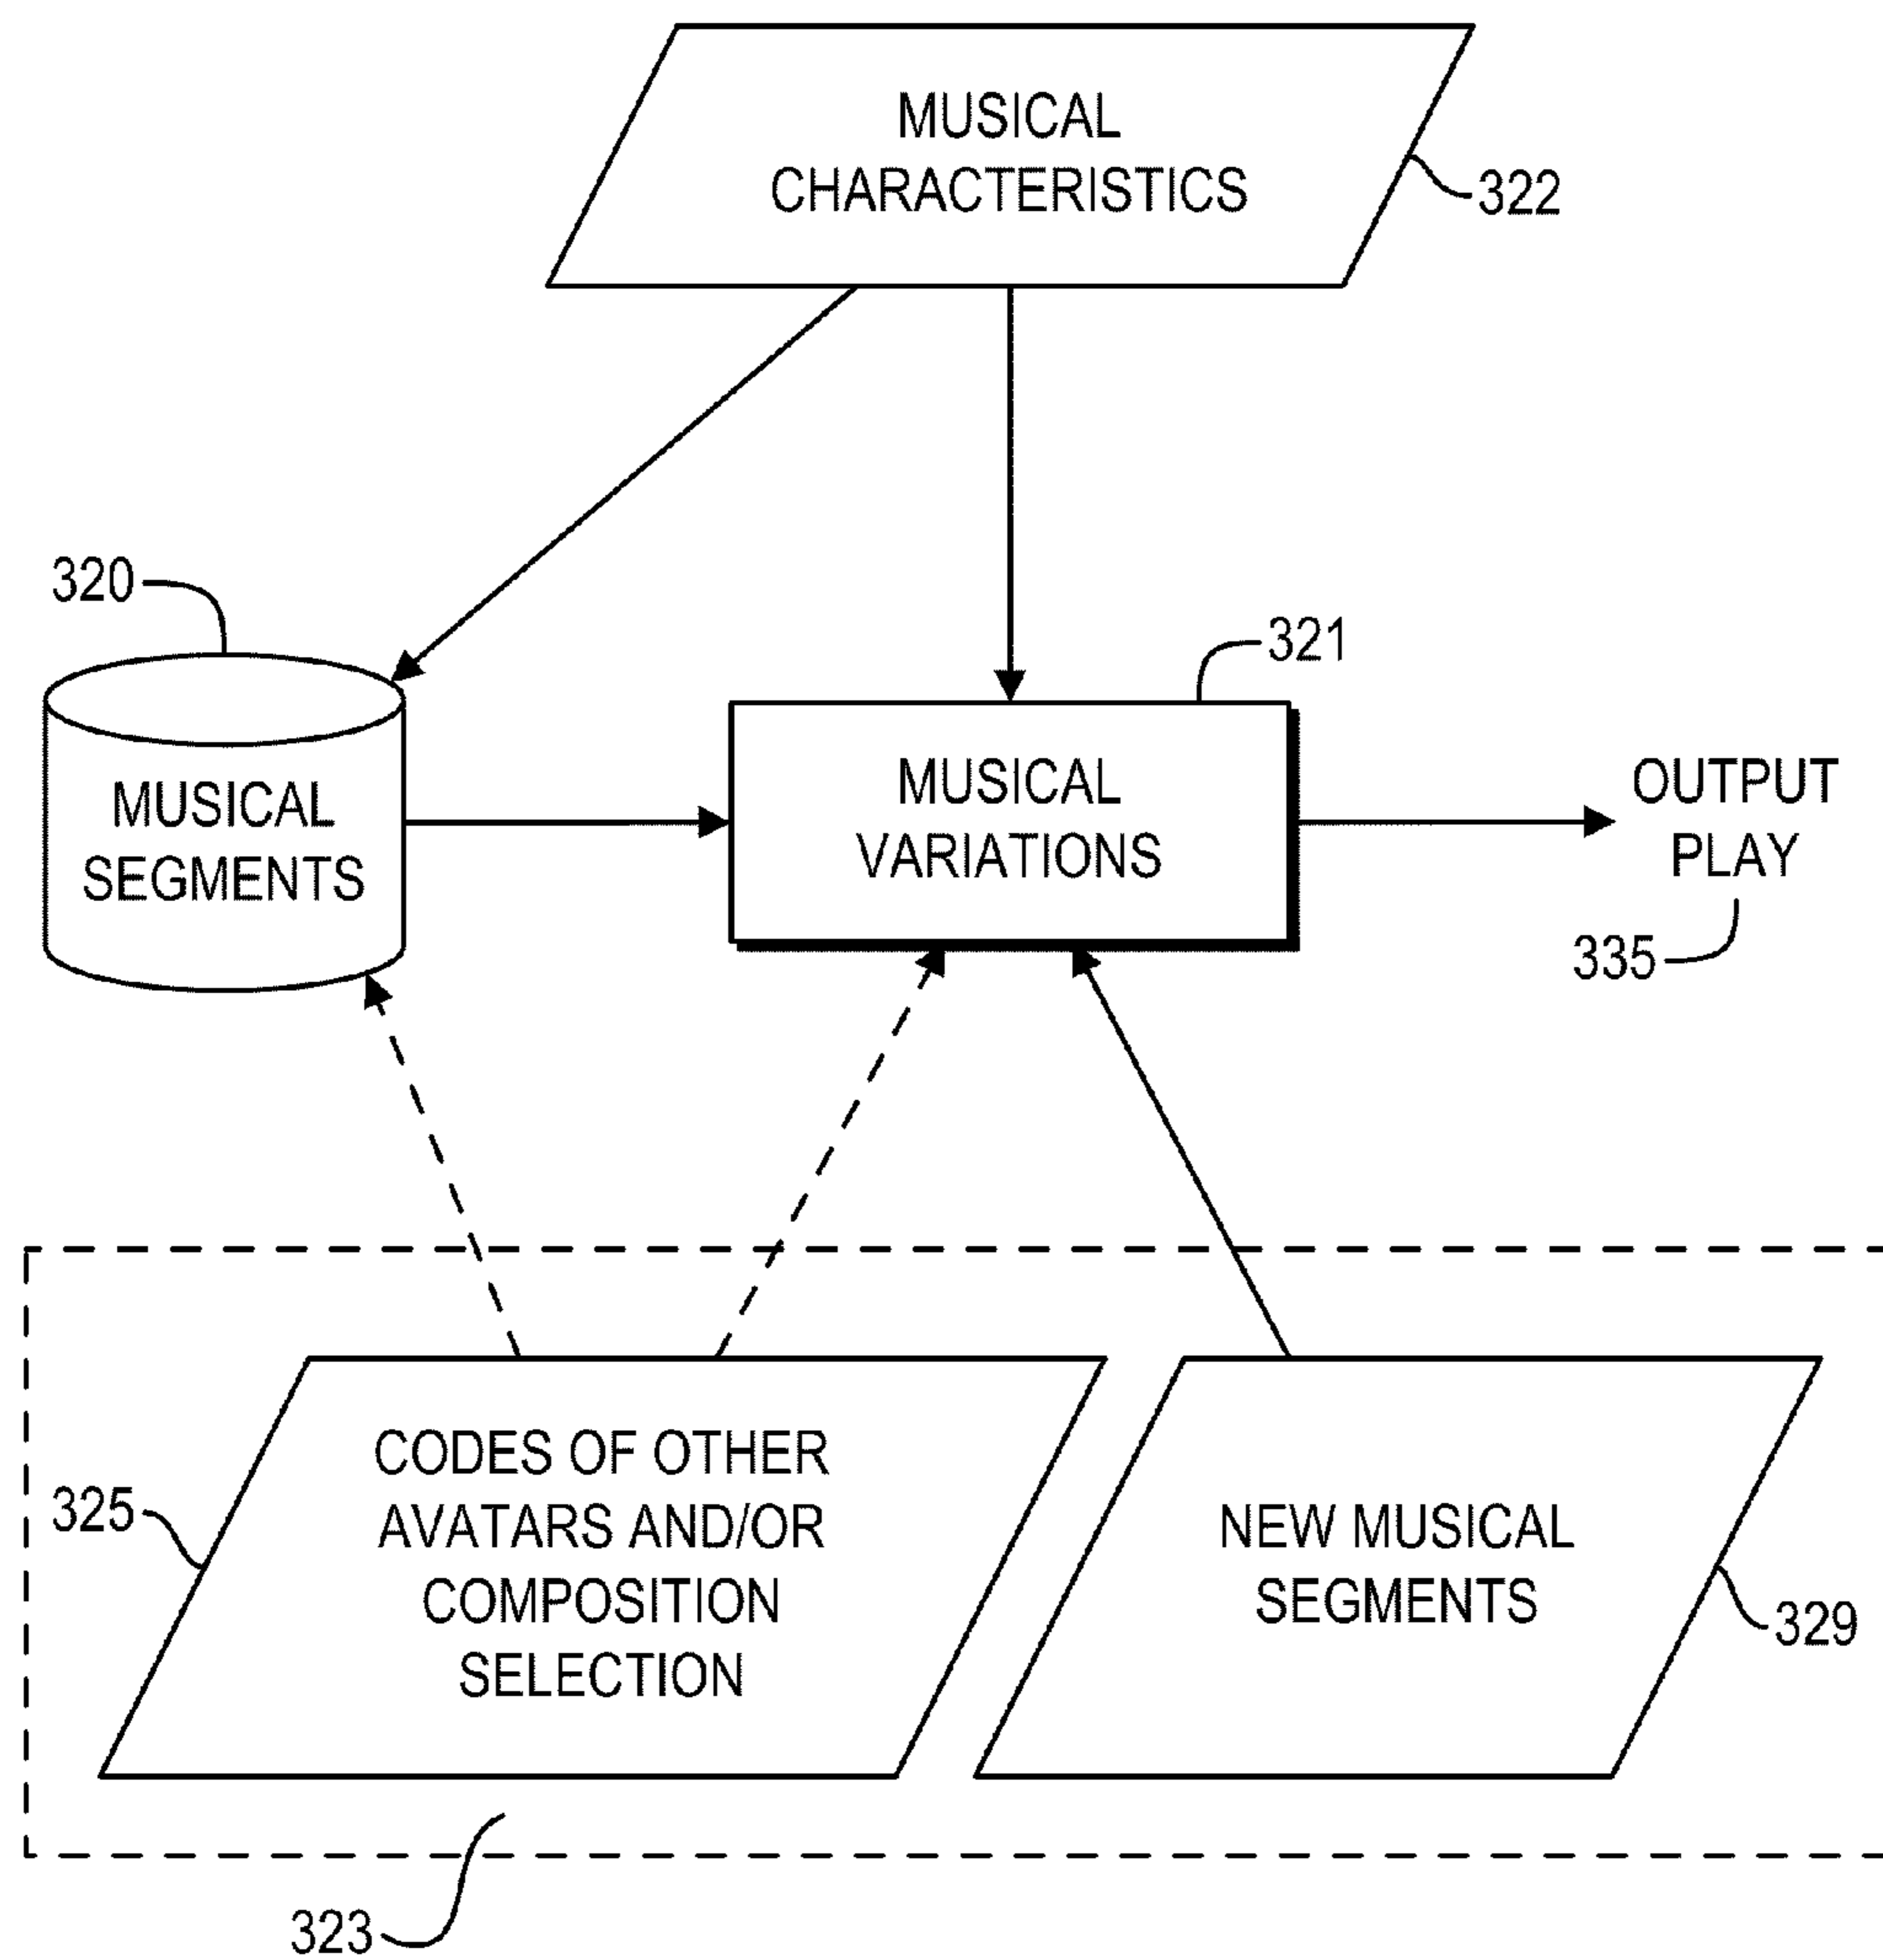 MUSICAL
CHARACTERISTICS
322
320
321
MUSICAL
SEGMENTS
MUSICAL
VARIATIONS
OUTPUT
PLAY
335
CODES OF OTHER
AVATARS AND/OR
COMPOSITION
SELECTION
325
NEW MUSICAL
SEGMENTS
329
323